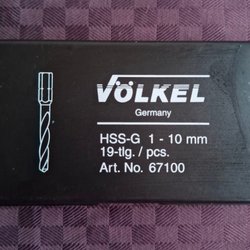 VÖLKEL
Germany
HSS-G 1 - 10 mm
19-tlg. / pcs.
Art. No. 67100